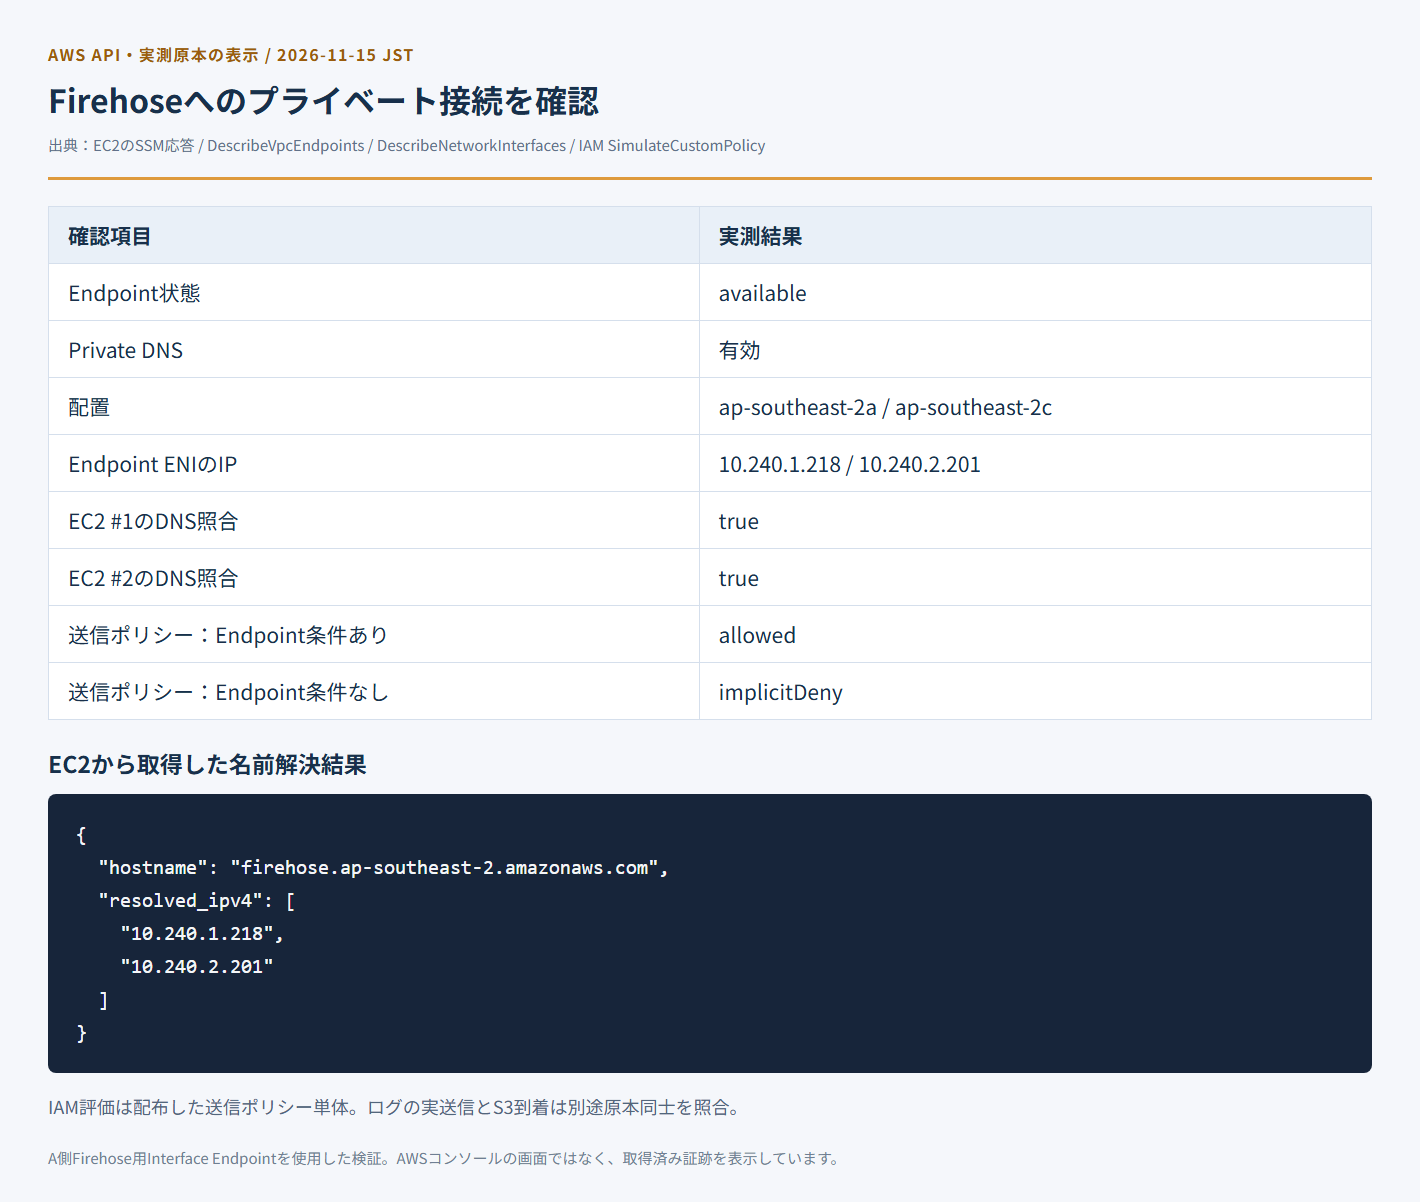 AWS API・実測原本の表示 / 2026-11-15 JST
Firehoseへのプライベート接続を確認
出典：EC2のSSM応答 / DescribeVpcEndpoints / DescribeNetworkInterfaces / IAM SimulateCustomPolicy
確認項目 実測結果
Endpoint状態 available
Private DNS 有効
配置 ap-southeast-2a / ap-southeast-2c
Endpoint ENIのIP 10.240.1.218 / 10.240.2.201
EC2 #1のDNS照合 true
EC2 #2のDNS照合 true
送信ポリシー：Endpoint条件あり allowed
送信ポリシー：Endpoint条件なし implicitDeny
EC2から取得した名前解決結果
{
  "hostname": "firehose.ap-southeast-2.amazonaws.com",
  "resolved_ipv4": [
    "10.240.1.218",
    "10.240.2.201"
  ]
}
IAM評価は配布した送信ポリシー単体。ログの実送信とS3到着は別途原本同士を照合。
A側Firehose用Interface Endpointを使用した検証。AWSコンソールの画面ではなく、取得済み証跡を表示しています。